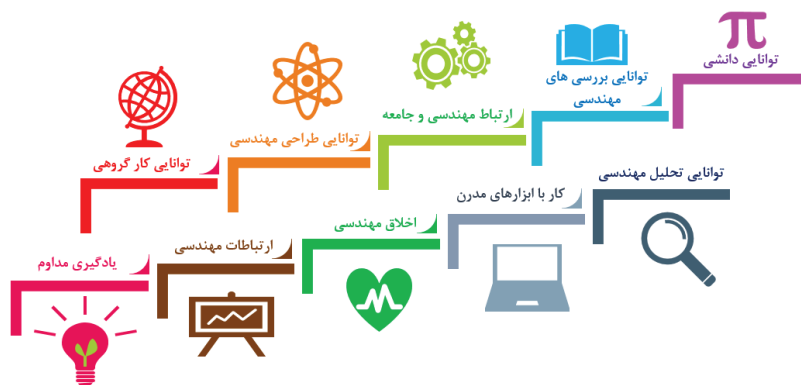 π
توانایی دانشی
توانایی بررسی های
مهندسی
ارتباط مهندسی و جامعه
توانایی طراحی مهندسی
توانایی کار گروهی
توانایی تحلیل مهندسی
کار با ابزارهای مدرن
اخلاق مهندسی
ارتباطات مهندسی
یادگیری مداوم